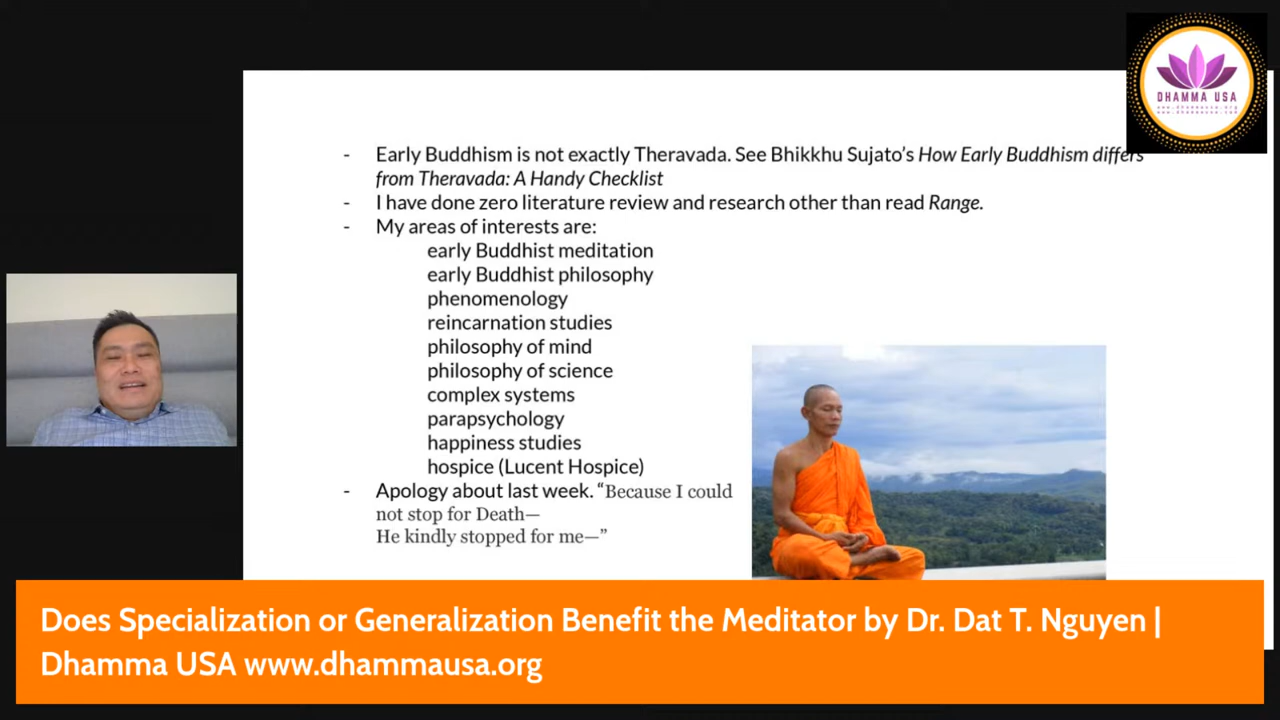 DHAMMA USA
- Early Buddhism is not exactly Theravada. See Bhikkhu Sujato’s How Early Buddhism differs
from Theravada: A Handy Checklist
- I have done zero literature review and research other than read Range.
- My areas of interests are:
early Buddhist meditation
early Buddhist philosophy
phenomenology
reincarnation studies
philosophy of mind
philosophy of science
complex systems
parapsychology
happiness studies
hospice (Lucent Hospice)
- Apology about last week. “Because I could
not stop for Death—
He kindly stopped for me—”
Does Specialization or Generalization Benefit the Meditator by Dr. Dat T. Nguyen |
Dhamma USA www.dhammausa.org